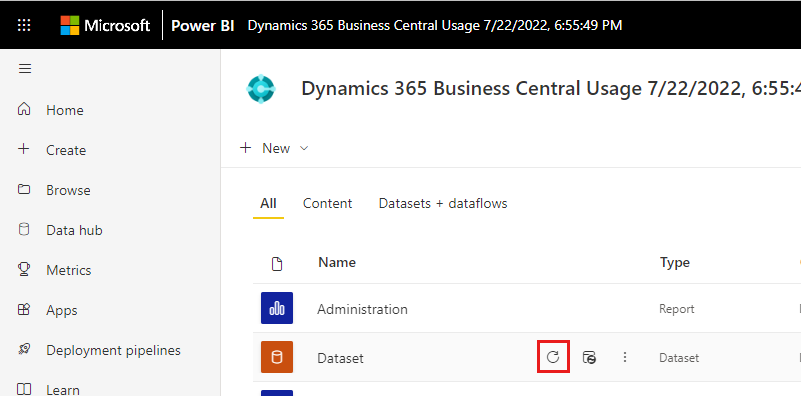 Microsoft Power BI Dynamics 365 Business Central Usage 7/22/2022, 6:55:49 PM
Dynamics 365 Business Central Usage 7/22/2022, 6:55:4
Home
Create
Browse
Data hub
Metrics
Apps
Deployment pipelines
Learn
+ New
All Content Datasets + dataflows
Name Type
Administration Report
Dataset Dataset